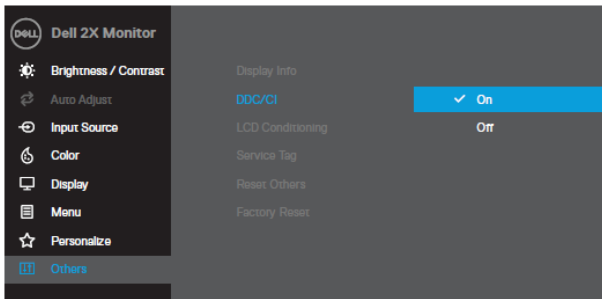 DELL
Dell 2X Monitor
Brightness / Contrast
Auto Adjust
Input Source
Color
Display
Menu
Personalize
Others
Display Info
DDC/CI
LCD Conditioning
Service Tag
Reset Others
Factory Reset
On
Off